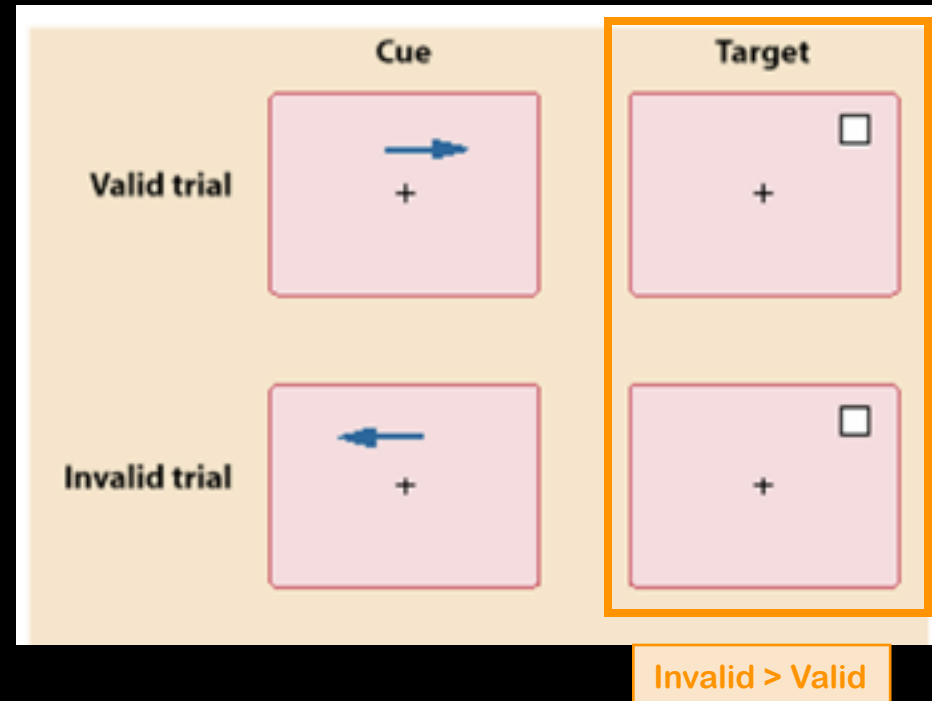 Cue Target
Valid trial
+ +
Invalid trial
+ +
Invalid > Valid